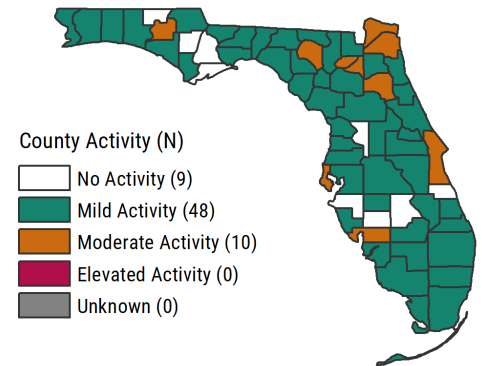 County Activity (N)
No Activity (9)
Mild Activity (48)
Moderate Activity (10)
Elevated Activity (0)
Unknown (0)